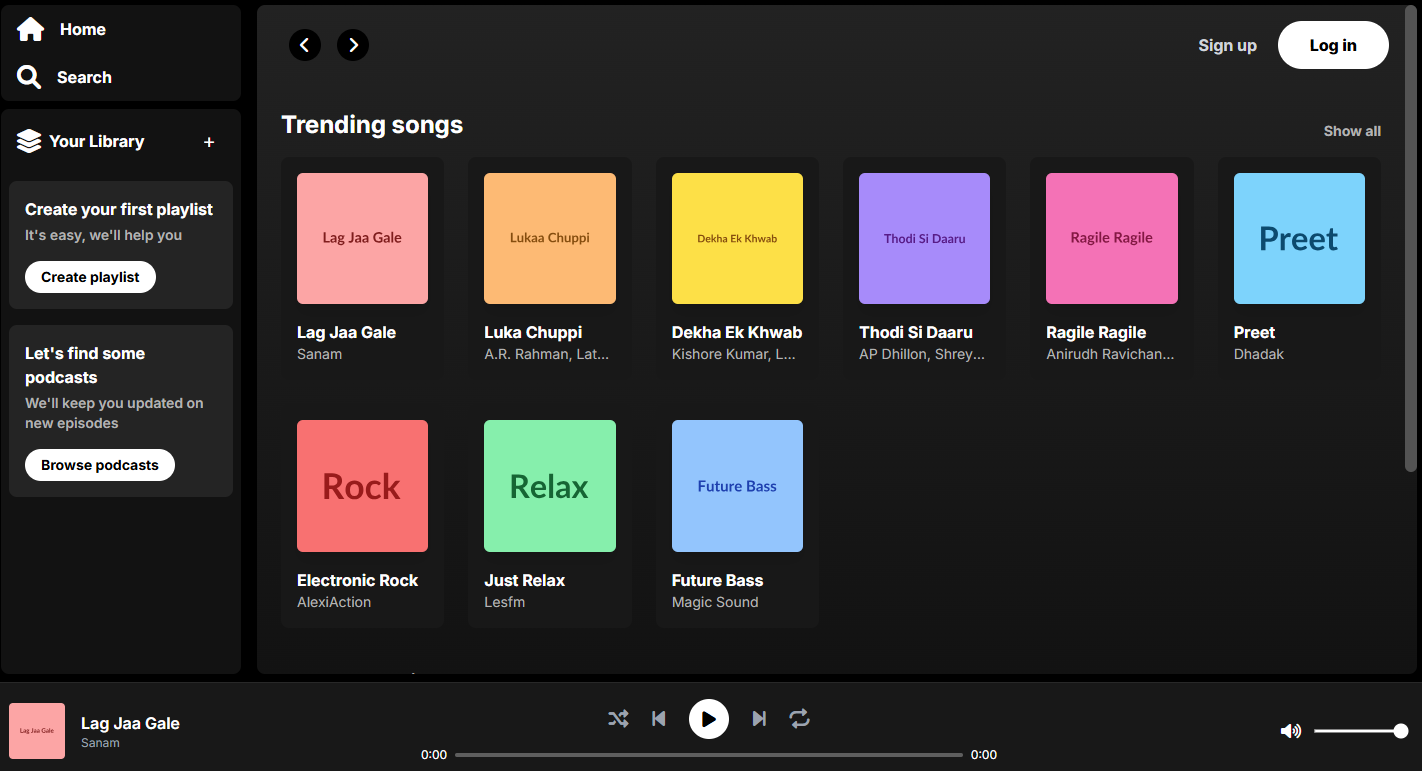 Home
Search
Your Library
+
Create your first playlist
It's easy, we'll help you
Create playlist
Let's find some
podcasts
We'll keep you updated on
new episodes
Browse podcasts
Sign up
Log in
Trending songs
Show all
Lag Jaa Gale
Lukaa Chuppi
Dekha Ek Khwab
Thodi Si Daaru
Ragile Ragile
Preet
Lag Jaa Gale
Luka Chuppi
Dekha Ek Khwab
Thodi Si Daaru
Ragile Ragile
Preet
Sanam
A.R. Rahman, Lat...
Kishore Kumar, L...
AP Dhillon, Shrey...
Anirudh Ravichan...
Dhadak
Rock
Relax
Future Bass
Electronic Rock
Just Relax
Future Bass
AlexiAction
Lesfm
Magic Sound
Lag Jaa Gale
Lag Jaa Gale
Sanam
0:00
0:00